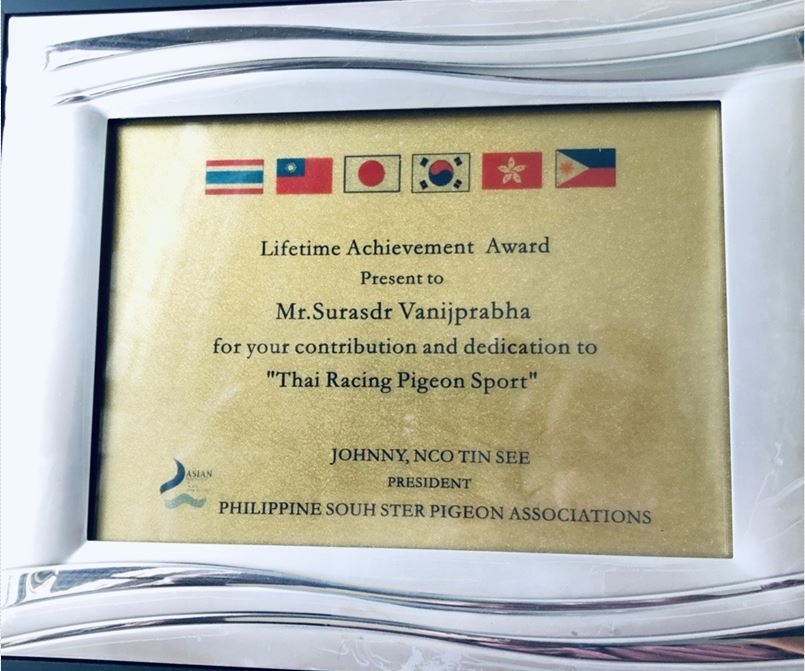 Lifetime Achievement Award
Present to
Mr.Surasdr Vanijprabha
for your contribution and dedication to
"Thai Racing Pigeon Sport"
JOHNNY, NCO TIN SEE
PRESIDENT
ASIAN
PHILIPPINE SOUH STER PIGEON ASSOCIATIONS